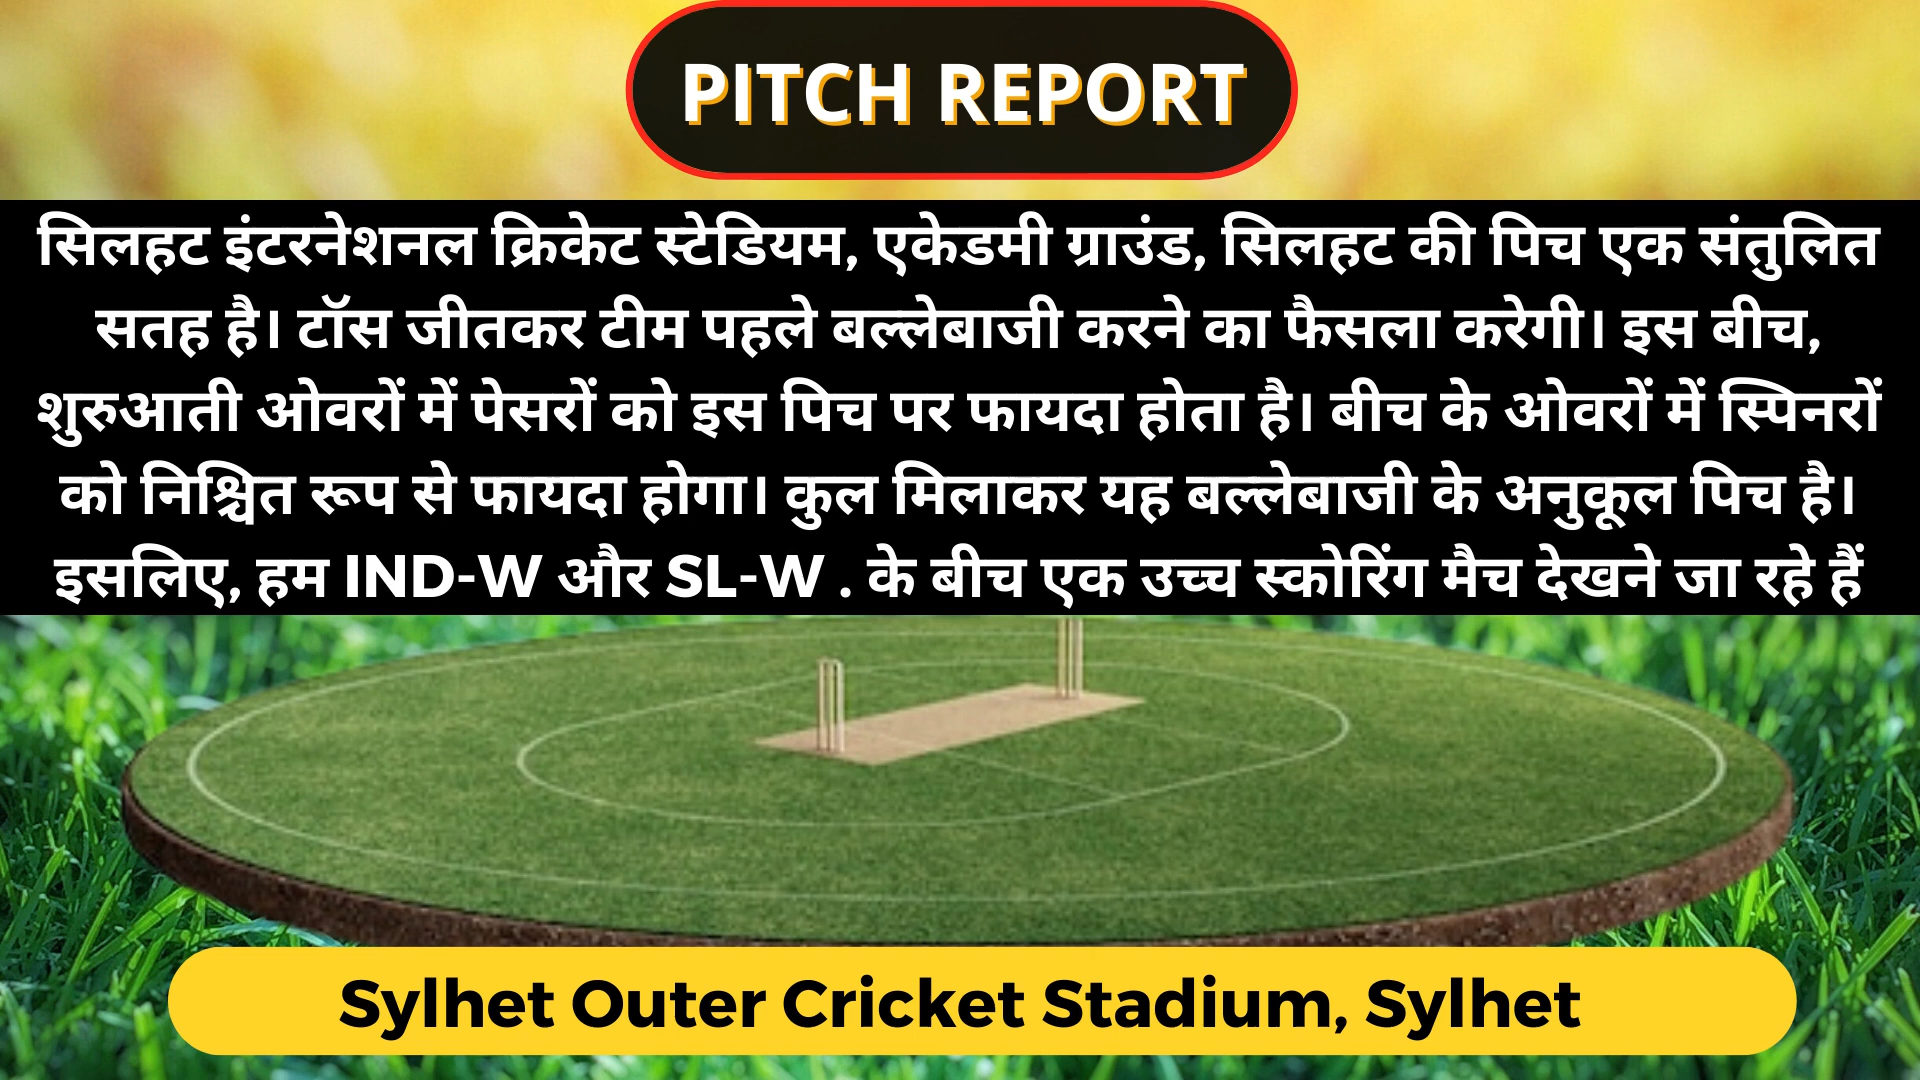 PITCH REPORT
सिलहट इंटरनेशनल क्रिकेट स्टेडियम, एकेडमी ग्राउंड, सिलहट की पिच एक संतुलित
सतह है। टॉस जीतकर टीम पहले बल्लेबाजी करने का फैसला करेगी। इस बीच,
शुरुआती ओवरों में पेसरों को इस पिच पर फायदा होता है। बीच के ओवरों में स्पिनरों
को निश्चित रूप से फायदा होगा। कुल मिलाकर यह बल्लेबाजी के अनुकूल पिच है।
इसलिए, हम IND-W और SL-W . के बीच एक उच्च स्कोरिंग मैच देखने जा रहे हैं
Sylhet Outer Cricket Stadium, Sylhet